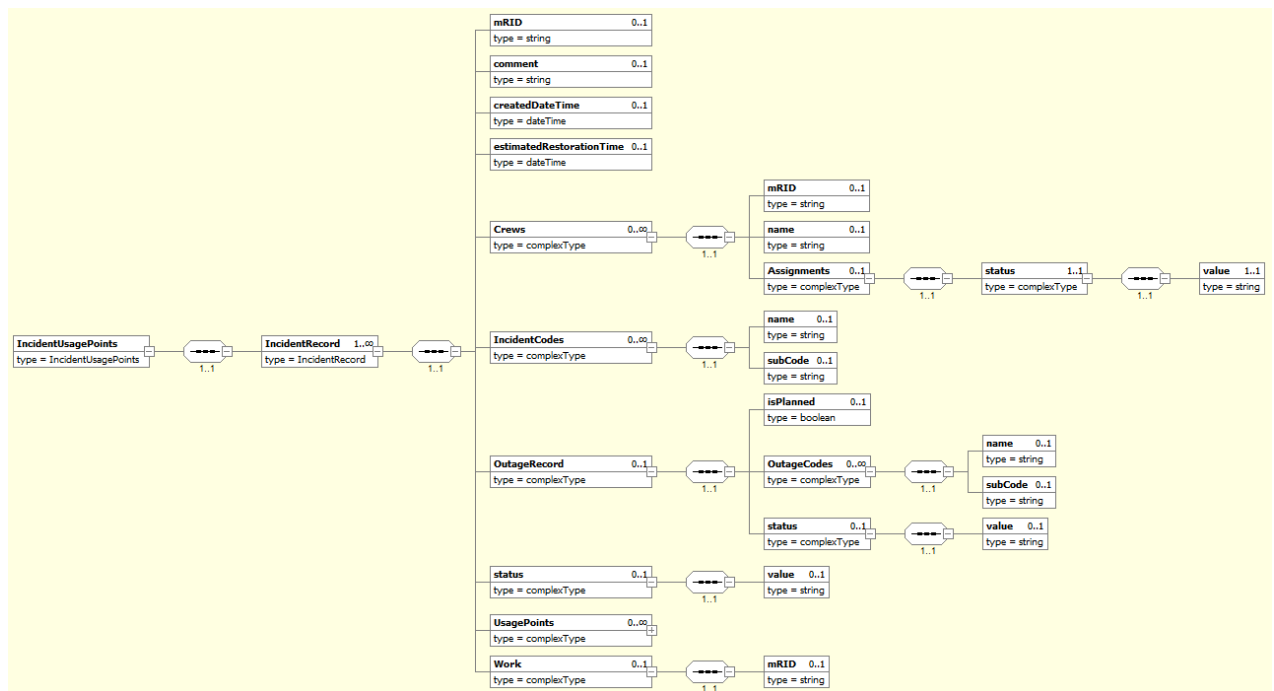 mRID 0..1
type = string
comment 0..1
type = string
createdDateTime 0..1
type = dateTime
estimatedRestorationTime 0..1
type = dateTime
mRID 0..1
type = string
Crews 0..∞
type = complexType
1..1
name 0..1
type = string
Assignments 0..1
type = complexType
1..1
status 1..1
type = complexType
1..1
value 1..1
type = string
IncidentUsagePoints
type = IncidentUsagePoints
1..1
IncidentRecord 1..∞
type = IncidentRecord
1..1
IncidentCodes 0..∞
type = complexType
1..1
name 0..1
type = string
subCode 0..1
type = string
isPlanned 0..1
type = boolean
OutageRecord 0..1
type = complexType
1..1
OutageCodes 0..∞
type = complexType
1..1
name 0..1
type = string
subCode 0..1
type = string
status 0..1
type = complexType
1..1
value 0..1
type = string
status 0..1
type = complexType
1..1
value 0..1
type = string
UsagePoints 0..∞
type = complexType
Work 0..1
type = complexType
1..1
mRID 0..1
type = string